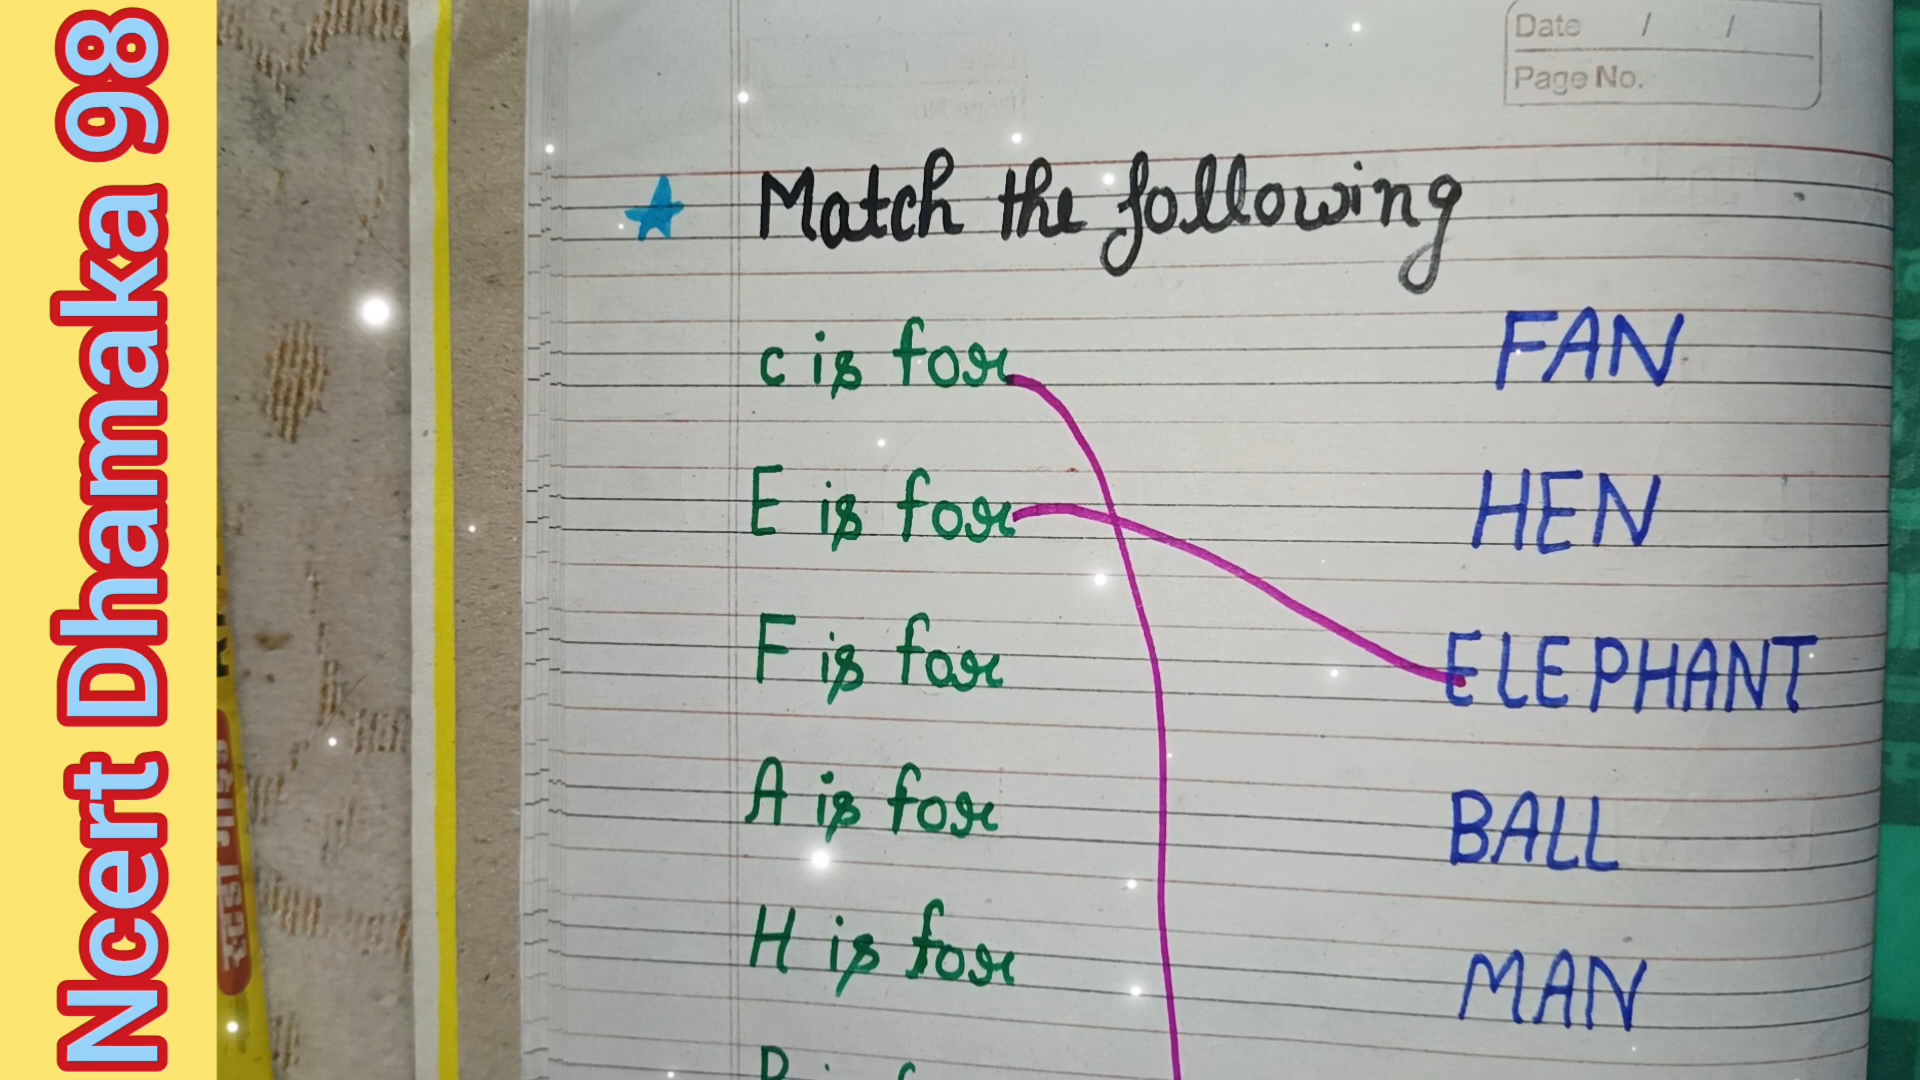 Ncert Dhamaka 98
Date / /
Page No.
Match the following
C is for FAN
E is for HEN
F is for ELEPHANT
A is for BALL
H is for MAN